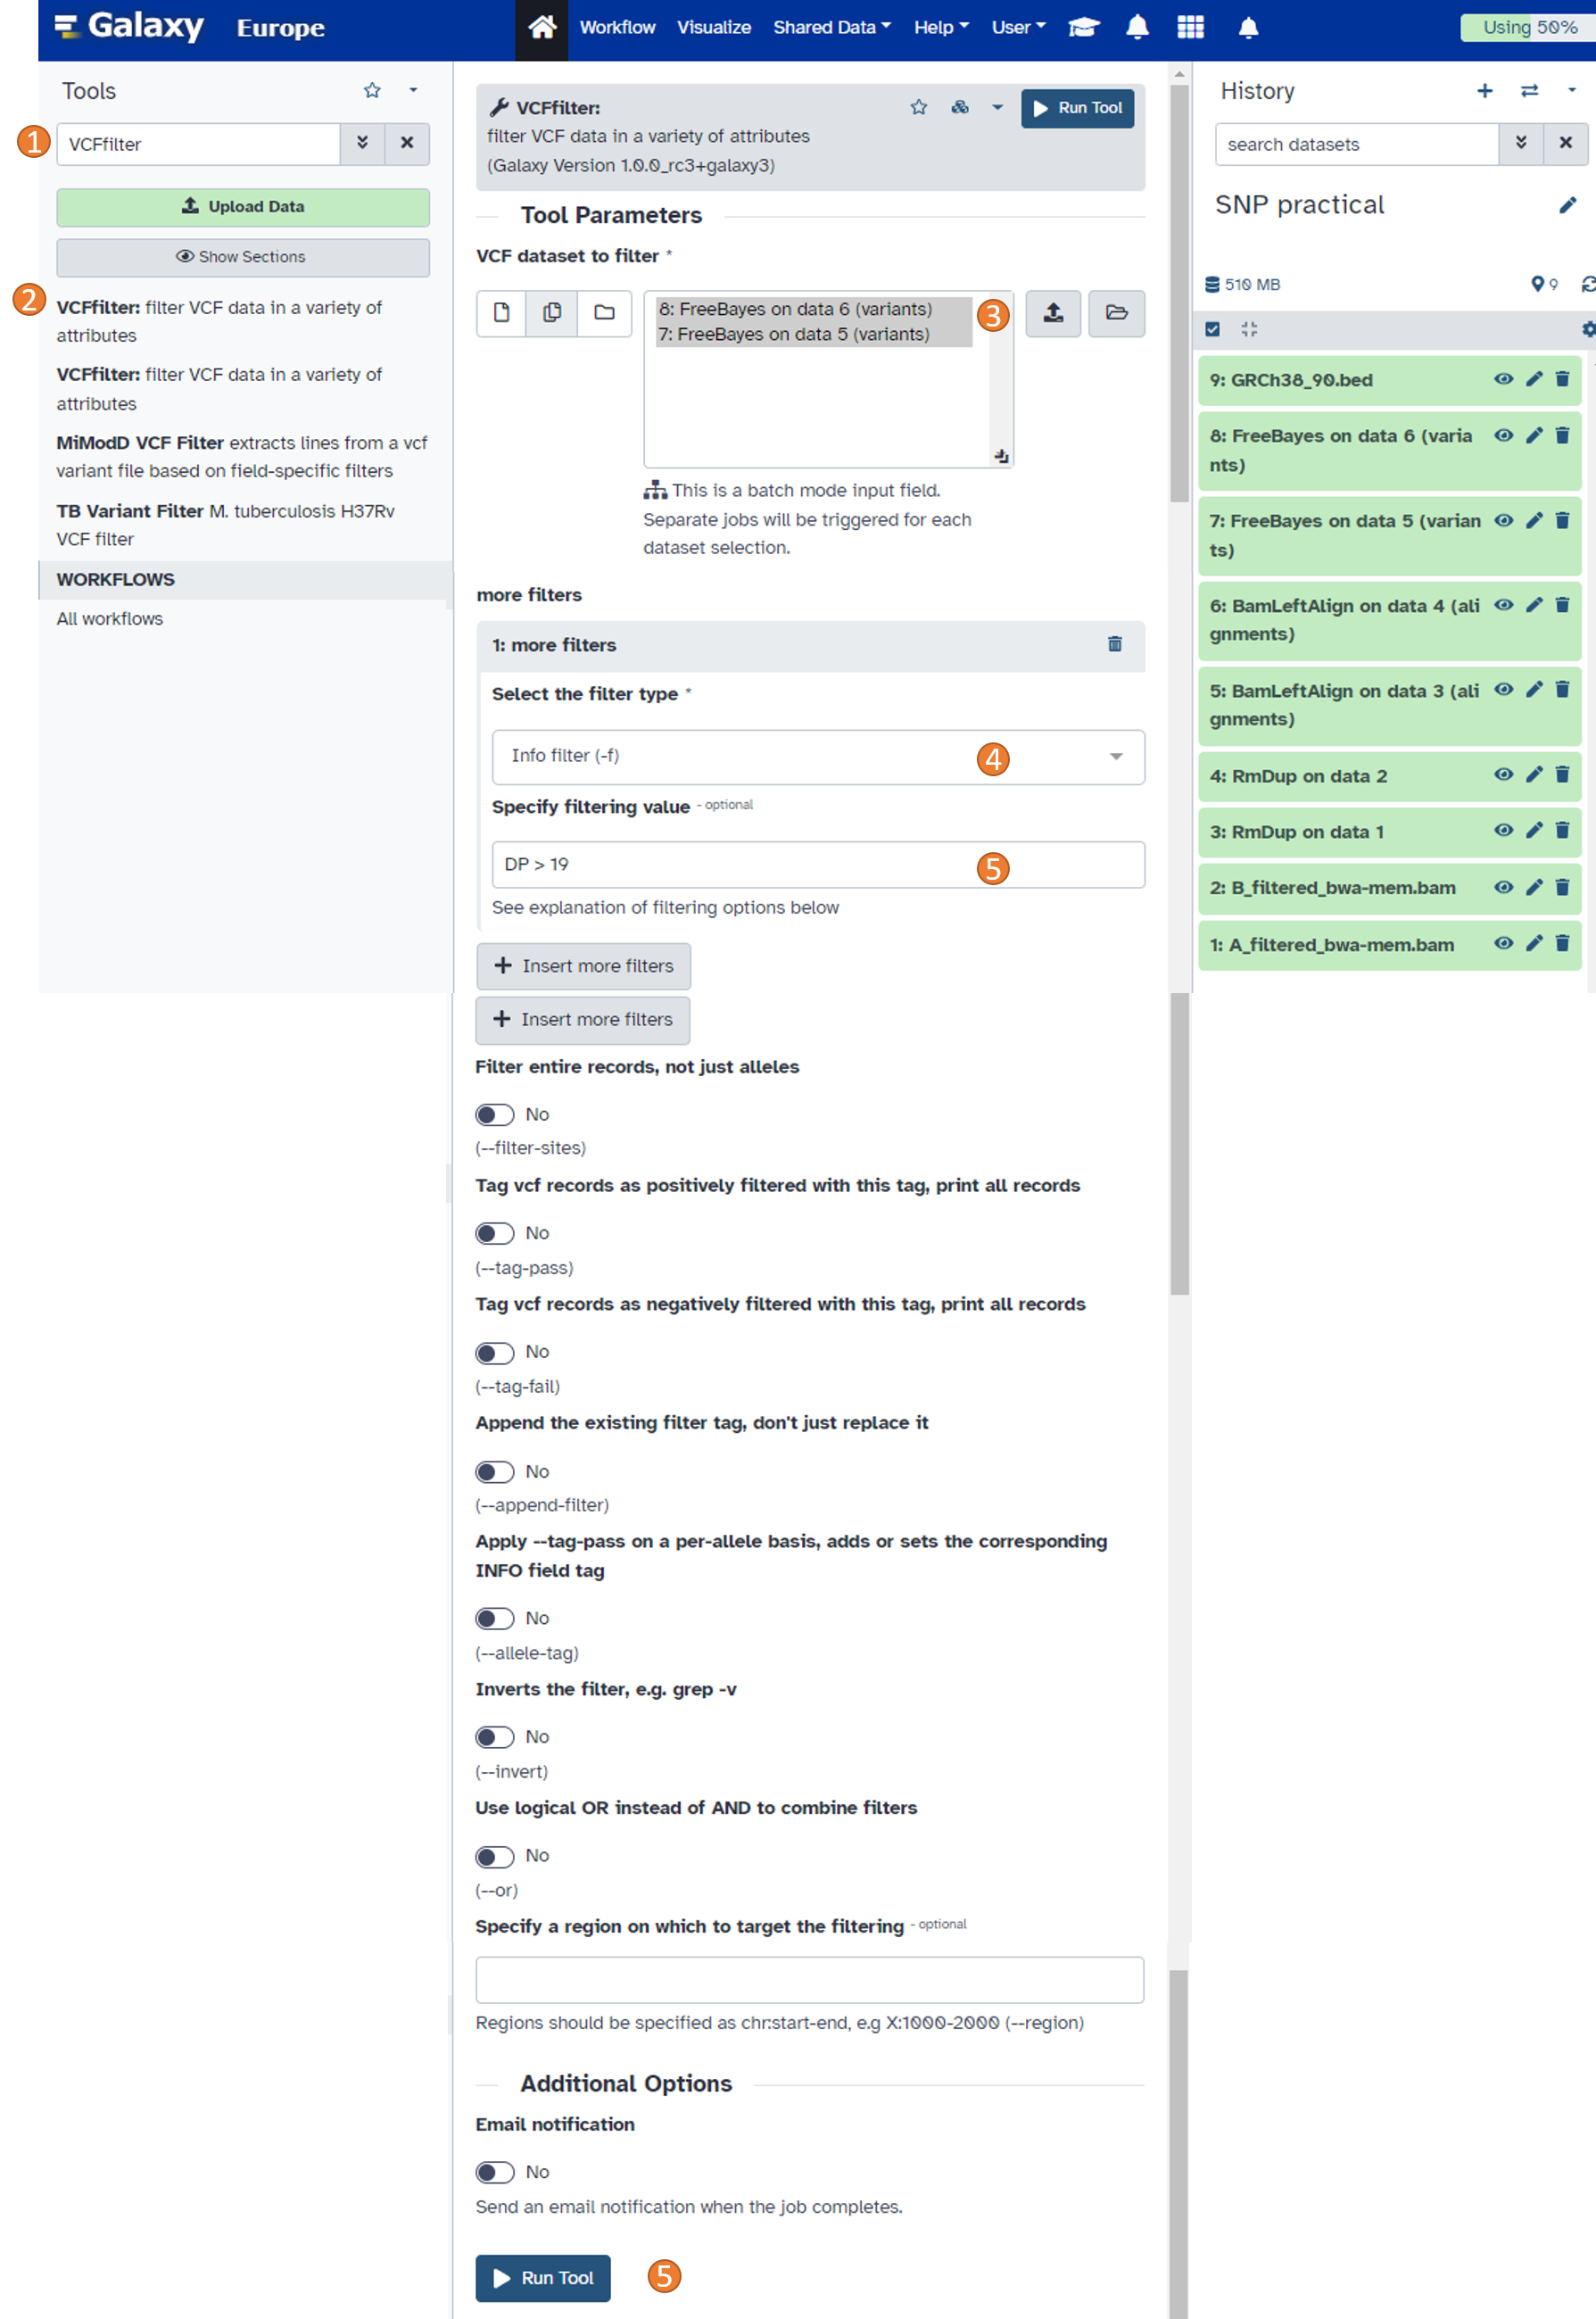 Galaxy Europe
Workflow Visualize Shared Data Help User
Using 50%
Tools
1
VCFfilter
Upload Data
Show Sections
2
VCFfilter: filter VCF data in a variety of
attributes
VCFfilter: filter VCF data in a variety of
attributes
MiModD VCF Filter extracts lines from a vcf
variant file based on field-specific filters
TB Variant Filter M. tuberculosis H37Rv
VCF filter
WORKFLOWS
All workflows
VCFfilter:
Run Tool
filter VCF data in a variety of attributes
(Galaxy Version 1.0.0_rc3+galaxy3)
Tool Parameters
VCF dataset to filter *
8: FreeBayes on data 6 (variants)
7: FreeBayes on data 5 (variants)
3
This is a batch mode input field.
Separate jobs will be triggered for each
dataset selection.
more filters
1: more filters
Select the filter type *
Info filter (-f)
4
Specify filtering value - optional
DP > 19
5
See explanation of filtering options below
Insert more filters
Insert more filters
Filter entire records, not just alleles
No
(--filter-sites)
Tag vcf records as positively filtered with this tag, print all records
No
(--tag-pass)
Tag vcf records as negatively filtered with this tag, print all records
No
(--tag-fail)
Append the existing filter tag, don't just replace it
No
(--append-filter)
Apply --tag-pass on a per-allele basis, adds or sets the corresponding
INFO field tag
No
(--allele-tag)
Inverts the filter, e.g. grep -v
No
(--invert)
Use logical OR instead of AND to combine filters
No
(--or)
Specify a region on which to target the filtering - optional
Regions should be specified as chr:start-end, e.g X:1000-2000 (--region)
Additional Options
Email notification
No
Send an email notification when the job completes.
Run Tool
5
History
search datasets
SNP practical
510 MB
9
9: GRCh38_90.bed
8: FreeBayes on data 6 (varia
nts)
7: FreeBayes on data 5 (varian
ts)
6: BamLeftAlign on data 4 (ali
gnments)
5: BamLeftAlign on data 3 (ali
gnments)
4: RmDup on data 2
3: RmDup on data 1
2: B_filtered_bwa-mem.bam
1: A_filtered_bwa-mem.bam